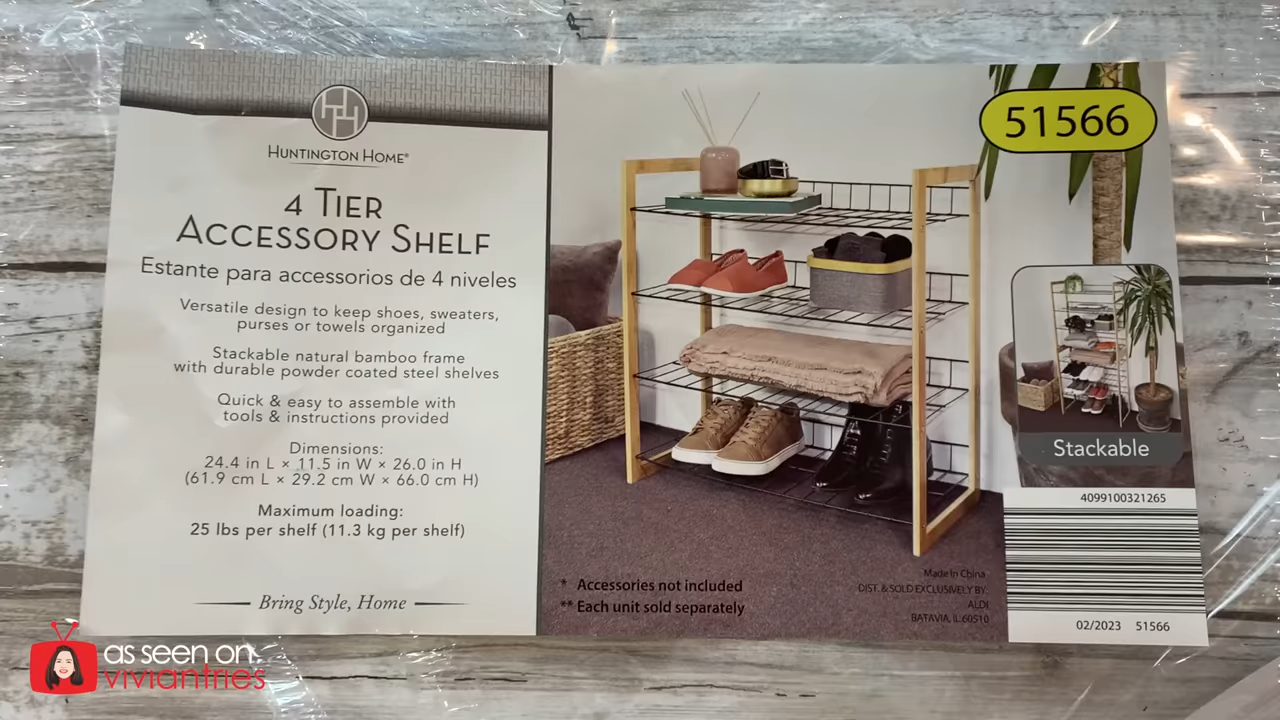 HUNTINGTON HOME®
4 TIER
ACCESSORY SHELF
Estante para accessorios de 4 niveles
Versatile design to keep shoes, sweaters,
purses or towels organized
Stackable natural bamboo frame
with durable powder coated steel shelves
Quick & easy to assemble with
tools & instructions provided
Dimensions:
24.4 in L × 11.5 in W × 26.0 in H
(61.9 cm L × 29.2 cm W × 66.0 cm H)
Maximum loading:
25 lbs per shelf (11.3 kg per shelf)
Bring Style, Home
51566
Stackable
* Accessories not included
** Each unit sold separately
Made In China
DIST. & SOLD EXCLUSIVELY BY:
ALDI
BATAVIA, IL 60510
4099100321265
02/2023 51566
as seen on
viviantries